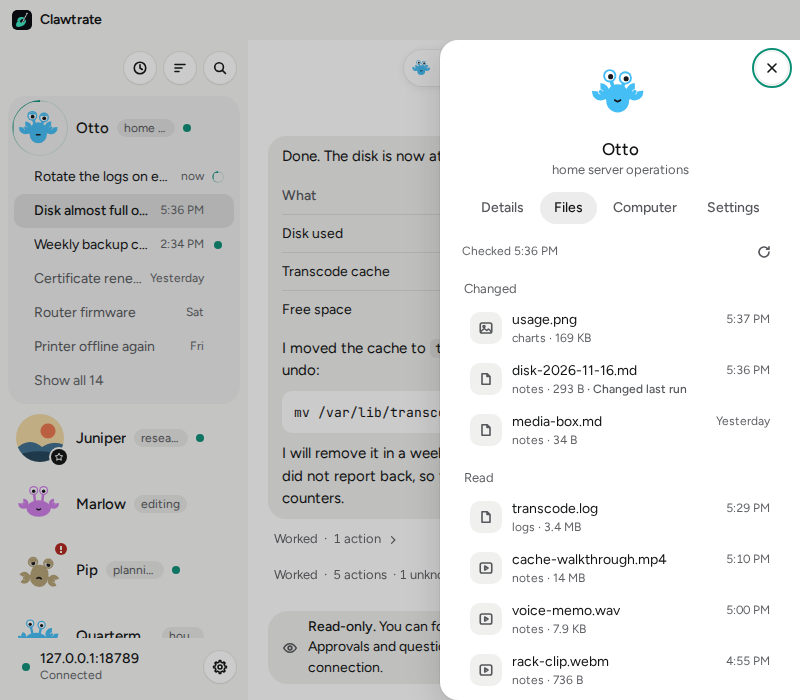 Clawtrate
Otto home ...
Rotate the logs on e... now
Disk almost full o... 5:36 PM
Weekly backup c... 2:34 PM
Certificate rene... Yesterday
Router firmware Sat
Printer offline again Fri
Show all 14
Juniper resea...
Marlow editing
Pip planni...
Quarterm hou
127.0.0.1:18789
Connected
Done. The disk is now at
What
Disk used
Transcode cache
Free space
I moved the cache to t
undo:
mv /var/lib/transc
I will remove it in a week
did not report back, so
counters.
Worked · 1 action
Worked · 5 actions · 1 unkno
Read-only. You can fo
Approvals and questi
connection.
Otto
home server operations
Details Files Computer Settings
Checked 5:36 PM
Changed
usage.png 5:37 PM
charts · 169 KB
disk-2026-11-16.md 5:36 PM
notes · 293 B · Changed last run
media-box.md Yesterday
notes · 34 B
Read
transcode.log 5:29 PM
logs · 3.4 MB
cache-walkthrough.mp4 5:10 PM
notes · 14 MB
voice-memo.wav 5:00 PM
notes · 7.9 KB
rack-clip.webm 4:55 PM
notes · 736 B